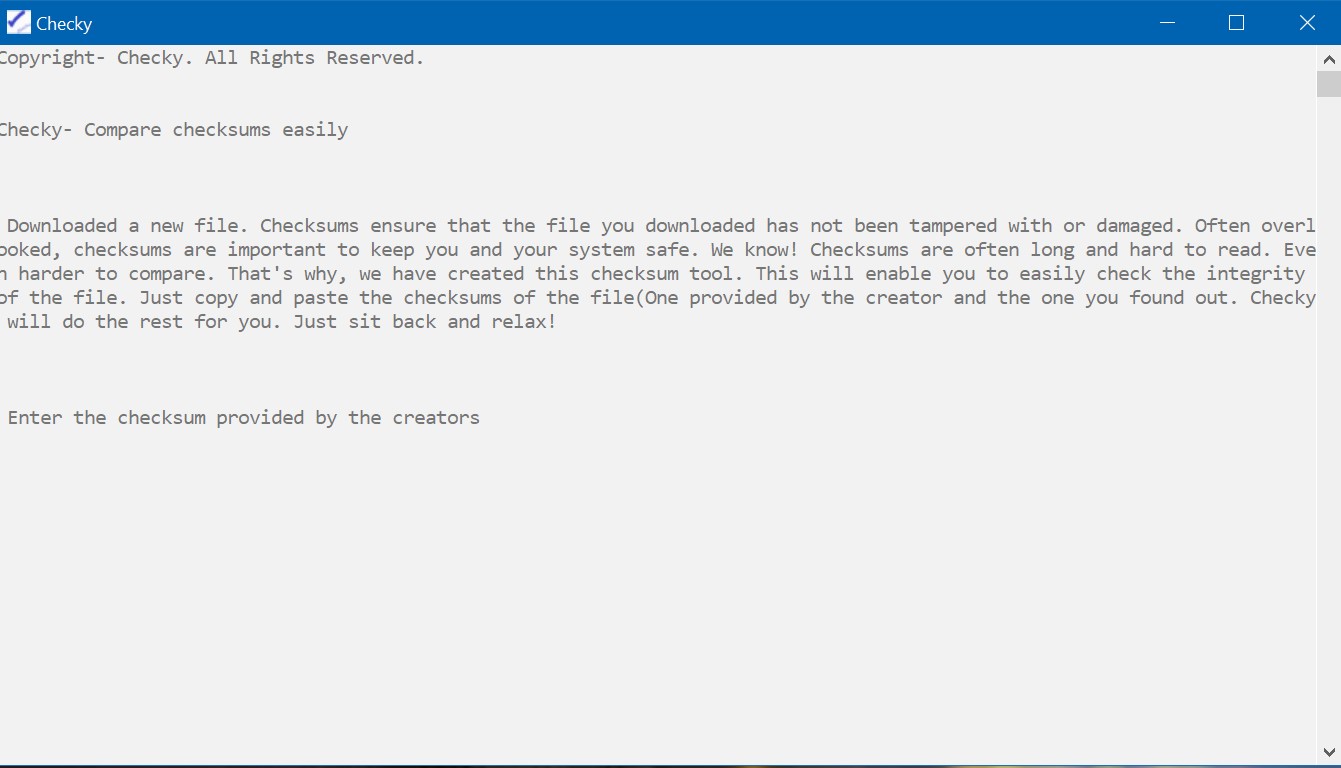 Checky
Copyright- Checky. All Rights Reserved.
Checky- Compare checksums easily
Downloaded a new file. Checksums ensure that the file you downloaded has not been tampered with or damaged. Often overl
ooked, checksums are important to keep you and your system safe. We know! Checksums are often long and hard to read. Eve
n harder to compare. That's why, we have created this checksum tool. This will enable you to easily check the integrity
of the file. Just copy and paste the checksums of the file(One provided by the creator and the one you found out. Checky
will do the rest for you. Just sit back and relax!
Enter the checksum provided by the creators